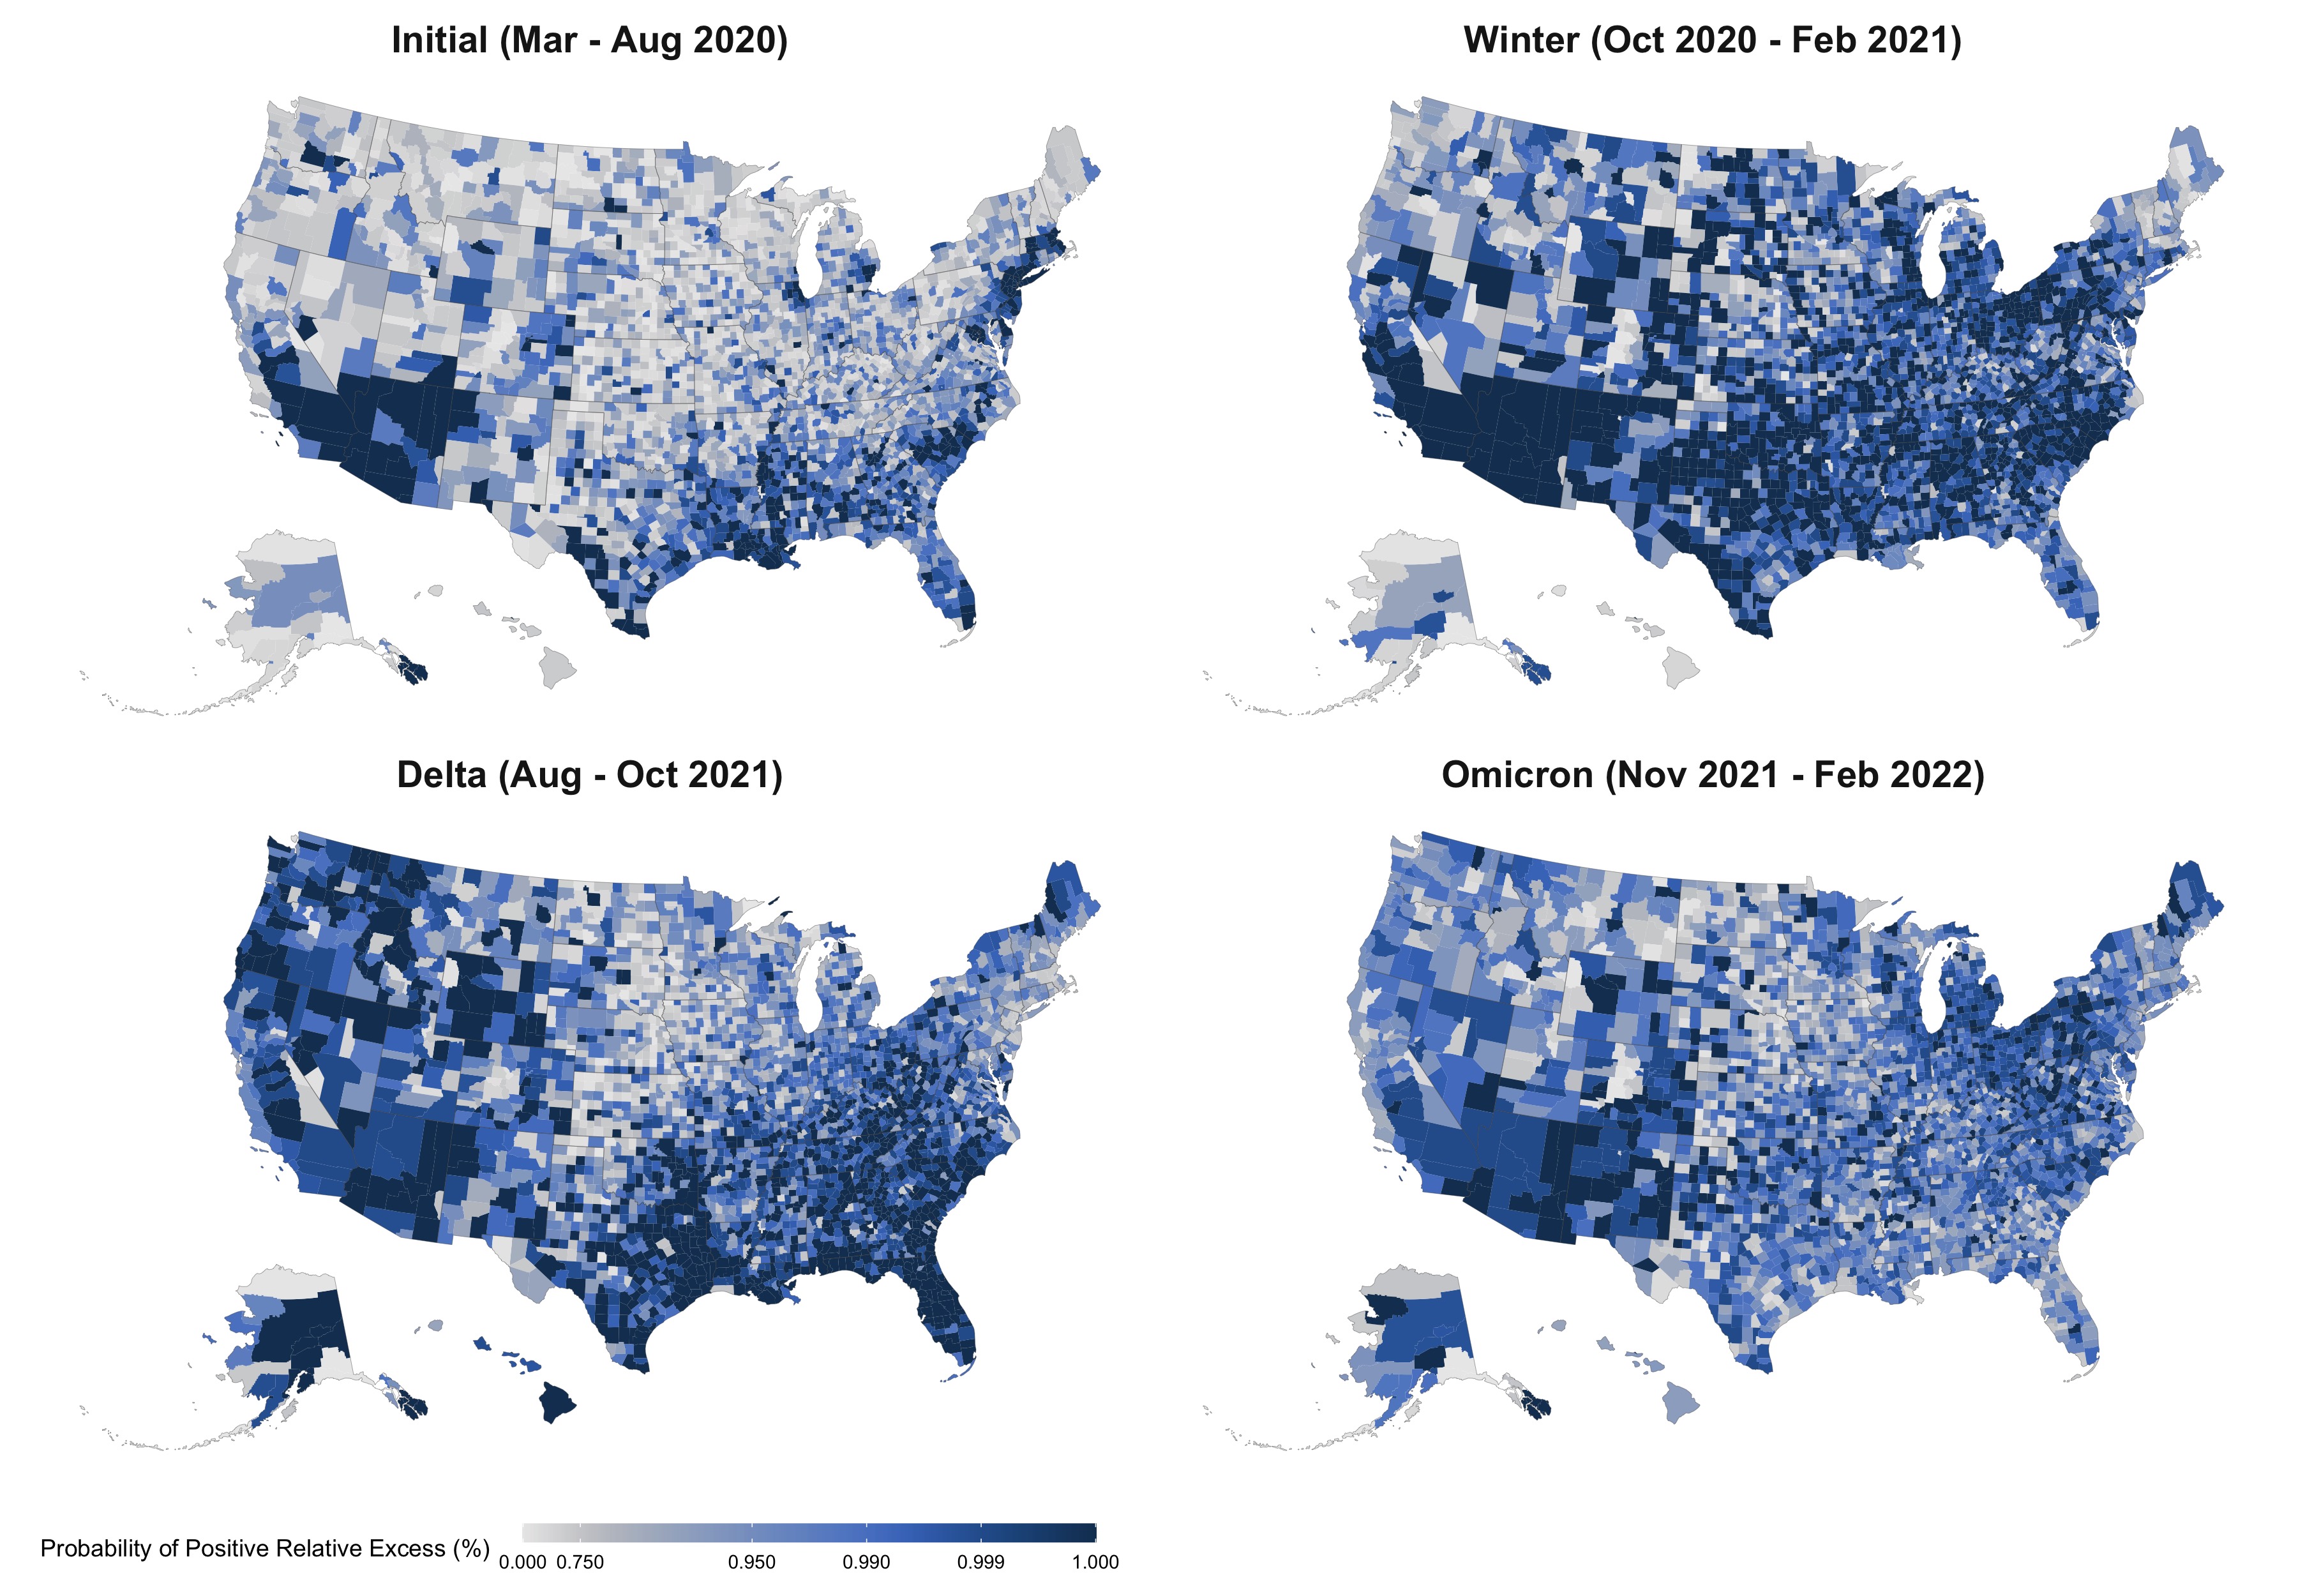 Initial (Mar - Aug 2020)
Winter (Oct 2020 - Feb 2021)
Delta (Aug - Oct 2021)
Omicron (Nov 2021 - Feb 2022)
Probability of Positive Relative Excess (%)
0.000 0.750 0.950 0.990 0.999 1.000